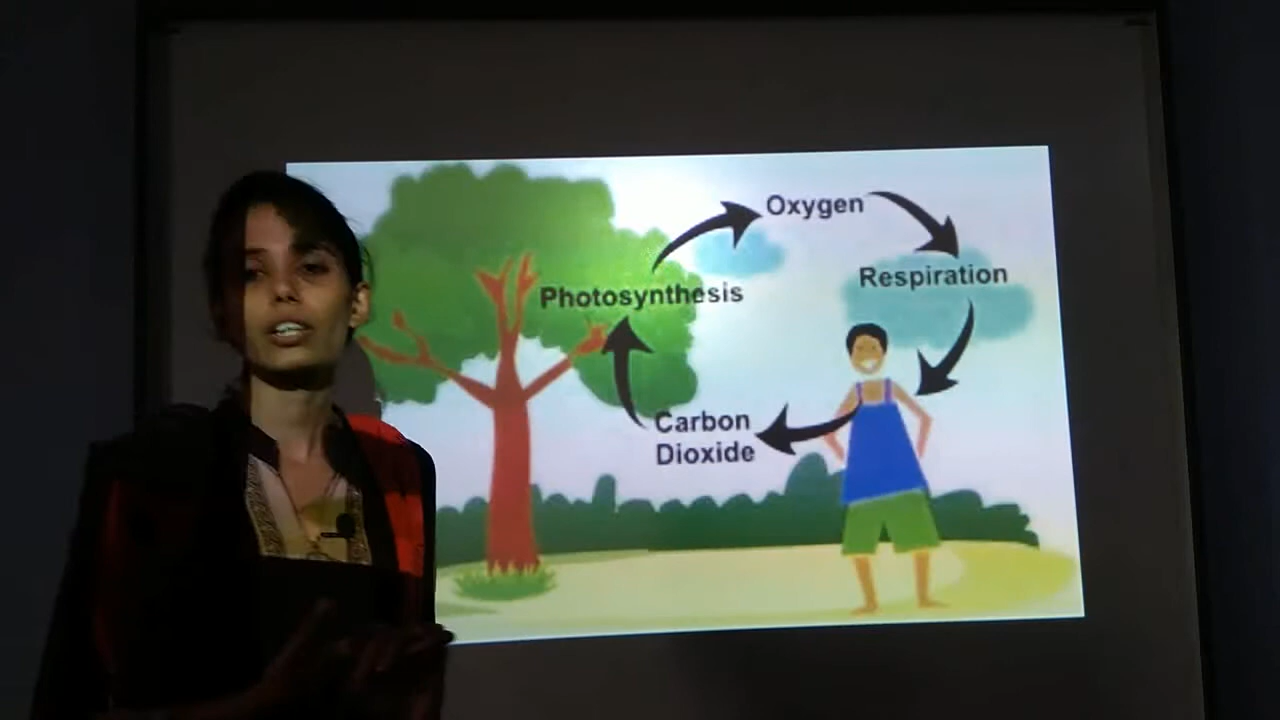 Oxygen
Respiration
Photosynthesis
Carbon
Dioxide